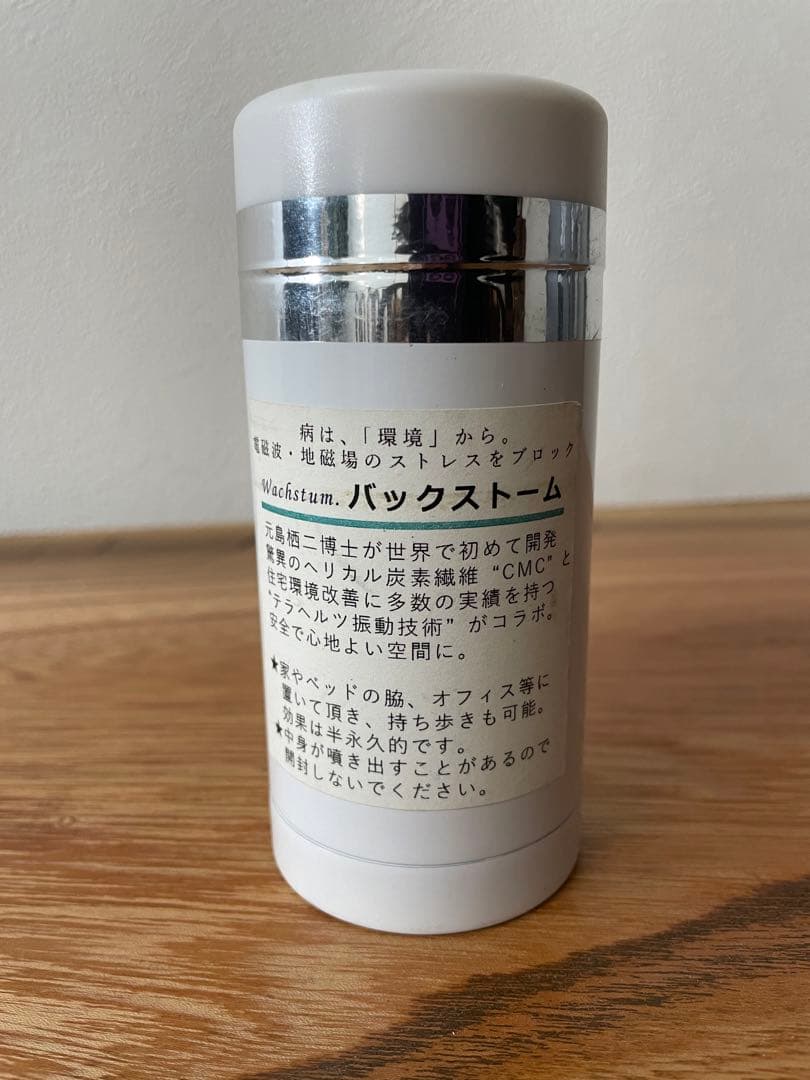 病は、「環境」から。
電磁波・地磁場のストレスをブロック
Wachstum. バックストーム
元島栖二博士が世界で初めて開発
驚異のヘリカル炭素繊維 “CMC” と
住宅環境改善に多数の実績を持つ
“テラヘルツ振動技術” がコラボ。
安全で心地よい空間に。
★家やベッドの脇、オフィス等に
置いて頂き、持ち歩きも可能。
効果は半永久的です。
★中身が噴き出すことがあるので
開封しないでください。